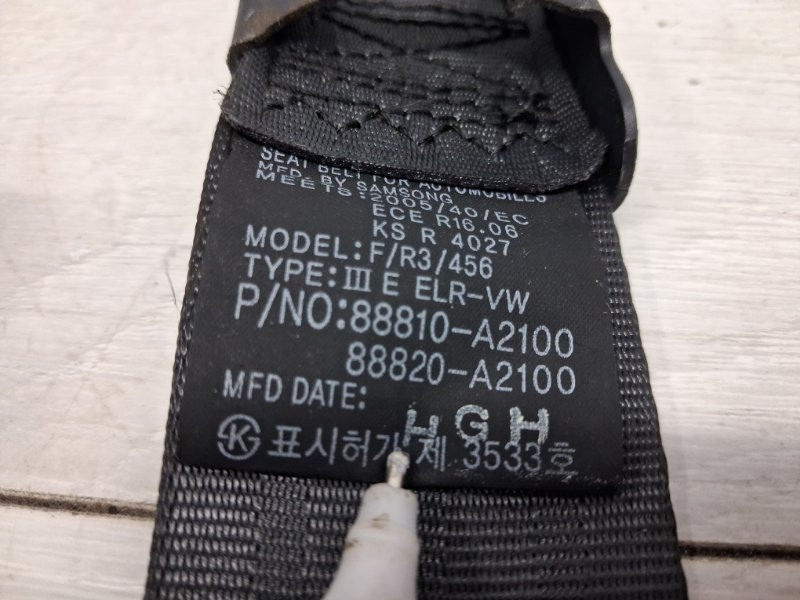 SEAT BELT FOR AUTOMOBILES
MFD. BY SAMSONG
MEETS:2005/40/EC
ECE R16.06
KS R 4027
MODEL:F/R3/456
TYPE:Ⅲ E ELR-VW
P/NO:88810-A2100
88820-A2100
MFD DATE:
HGH
K 표시허가 제 3533호